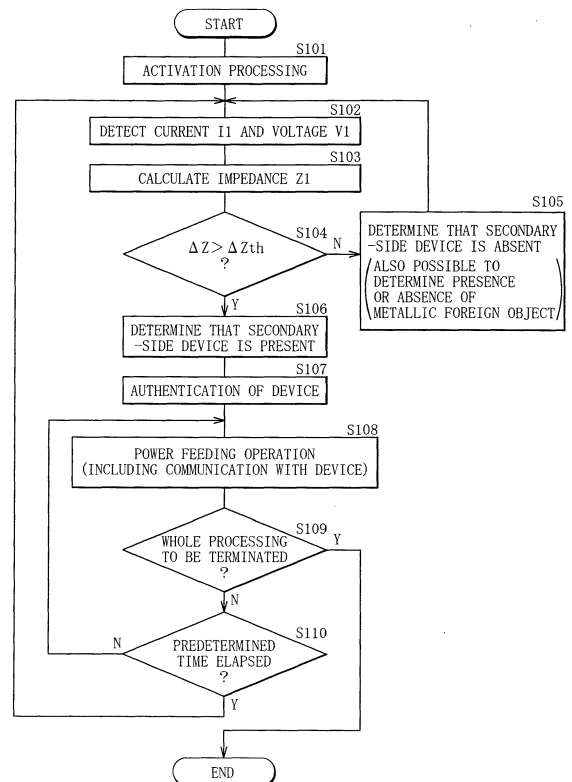 START
S101
ACTIVATION PROCESSING
S102
DETECT CURRENT I1 AND VOLTAGE V1
S103
CALCULATE IMPEDANCE Z1
S104
ΔZ>ΔZth
?
N
Y
S105
DETERMINE THAT SECONDARY
-SIDE DEVICE IS ABSENT
(ALSO POSSIBLE TO
DETERMINE PRESENCE
OR ABSENCE OF
METALLIC FOREIGN OBJECT)
S106
DETERMINE THAT SECONDARY
-SIDE DEVICE IS PRESENT
S107
AUTHENTICATION OF DEVICE
S108
POWER FEEDING OPERATION
(INCLUDING COMMUNICATION WITH DEVICE)
S109
WHOLE PROCESSING
TO BE TERMINATED
?
Y
N
S110
PREDETERMINED
TIME ELAPSED
?
N
Y
END